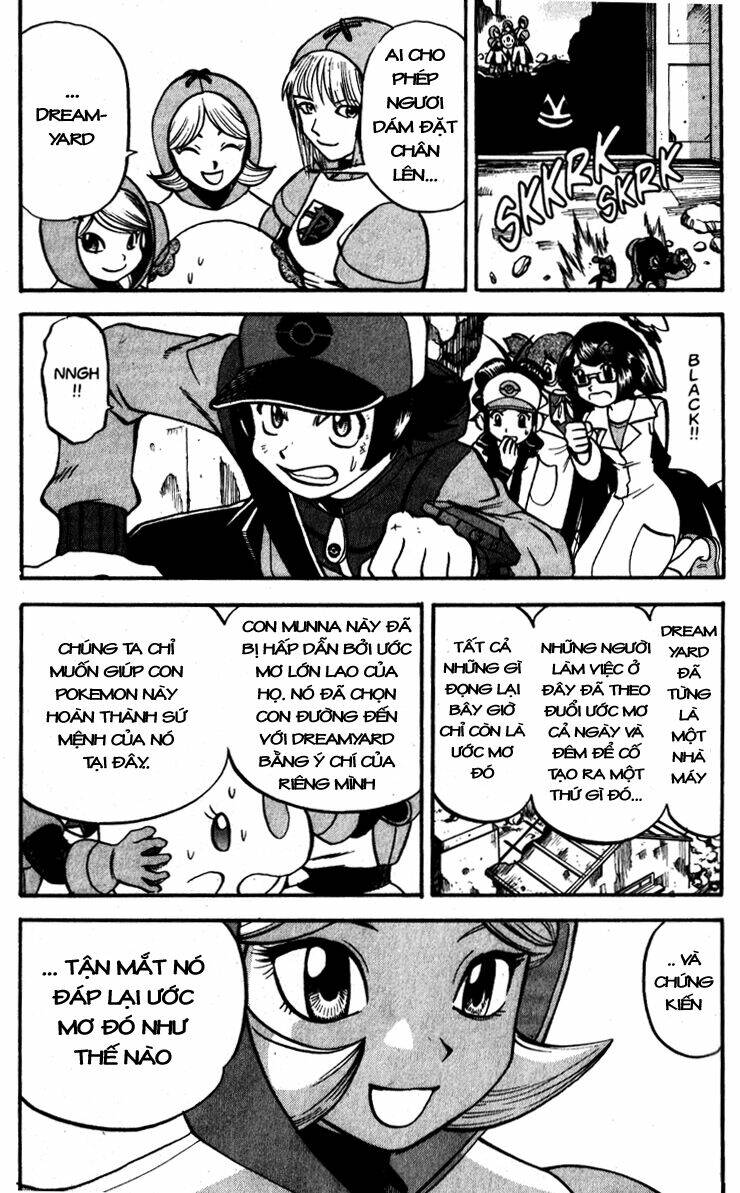 SKKRK
SKRK
AI CHO
PHÉP
NGƯƠI
DÁM ĐẶT
CHÂN
LÊN...
...
DREAM-
YARD
BLACK!!
NNGH
!!
DREAM
YARD
ĐÃ
TỪNG
LÀ
MỘT
NHÀ
MÁY
NHỮNG NGƯỜI
LÀM VIỆC Ở
ĐÂY ĐÃ THEO
ĐUỔI ƯỚC MƠ
CẢ NGÀY VÀ
ĐÊM ĐỂ CỐ
TẠO RA MỘT
THỨ GÌ ĐÓ...
TẤT CẢ
NHỮNG GÌ
ĐỌNG LẠI
BÂY GIỜ
CHỈ CÒN LÀ
ƯỚC MƠ
ĐÓ
CON MUNNA NÀY ĐÃ
BỊ HẤP DẪN BỞI ƯỚC
MƠ LỚN LAO CỦA
HỌ. NÓ ĐÃ CHỌN
CON ĐƯỜNG ĐẾN
VỚI DREAMYARD
BẰNG Ý CHÍ CỦA
RIÊNG MÌNH
CHÚNG TA CHỈ
MUỐN GIÚP CON
POKEMON NÀY
HOÀN THÀNH SỨ
MỆNH CỦA NÓ
TẠI ĐÂY.
.. VÀ
CHỨNG
KIẾN
... TẬN MẮT NÓ
ĐÁP LẠI ƯỚC
MƠ ĐÓ NHƯ
THẾ NÀO